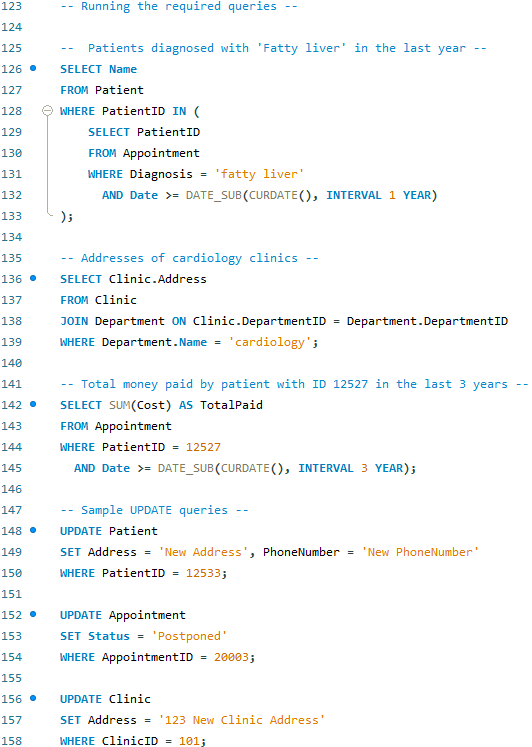 123 -- Running the required queries --
124
125 --  Patients diagnosed with 'Fatty liver' in the last year --
126 SELECT Name
127 FROM Patient
128 WHERE PatientID IN (
129     SELECT PatientID
130     FROM Appointment
131     WHERE Diagnosis = 'fatty liver'
132       AND Date >= DATE_SUB(CURDATE(), INTERVAL 1 YEAR)
133 );
134
135 -- Addresses of cardiology clinics --
136 SELECT Clinic.Address
137 FROM Clinic
138 JOIN Department ON Clinic.DepartmentID = Department.DepartmentID
139 WHERE Department.Name = 'cardiology';
140
141 -- Total money paid by patient with ID 12527 in the last 3 years --
142 SELECT SUM(Cost) AS TotalPaid
143 FROM Appointment
144 WHERE PatientID = 12527
145   AND Date >= DATE_SUB(CURDATE(), INTERVAL 3 YEAR);
146
147 -- Sample UPDATE queries --
148 UPDATE Patient
149 SET Address = 'New Address', PhoneNumber = 'New PhoneNumber'
150 WHERE PatientID = 12533;
151
152 UPDATE Appointment
153 SET Status = 'Postponed'
154 WHERE AppointmentID = 20003;
155
156 UPDATE Clinic
157 SET Address = '123 New Clinic Address'
158 WHERE ClinicID = 101;